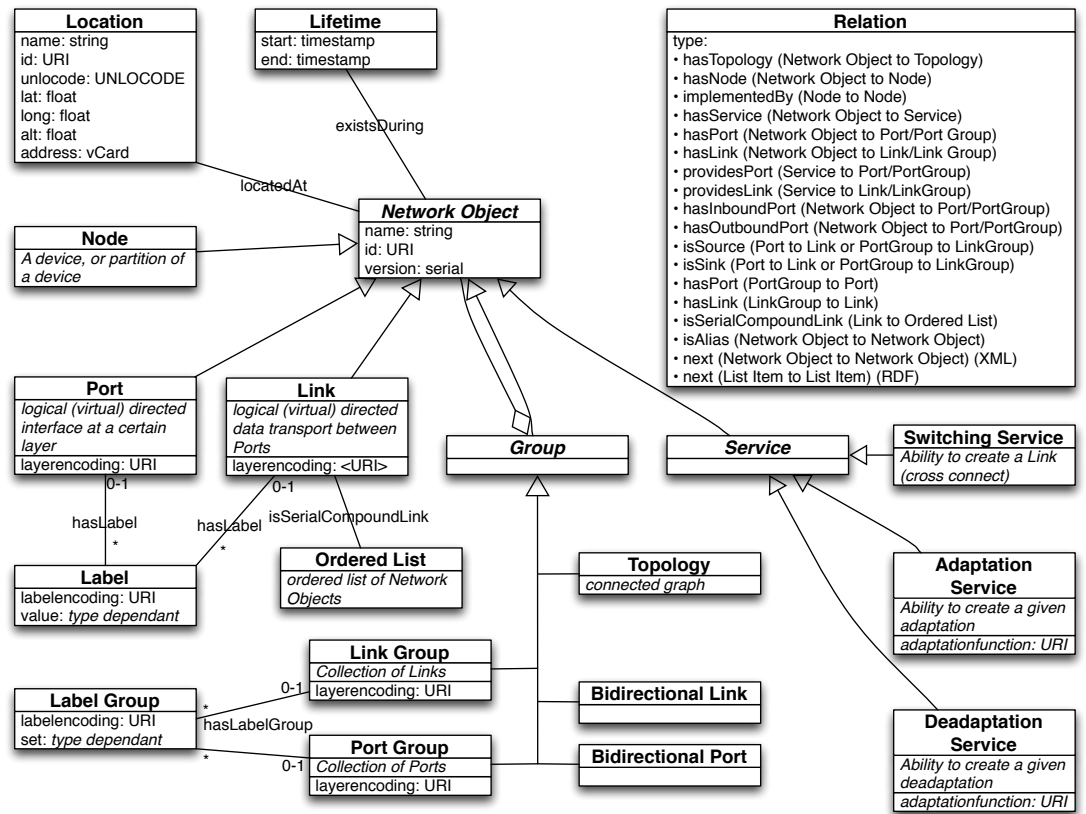 Location
name: string
id: URI
unlocode: UNLOCODE
lat: float
long: float
alt: float
address: vCard
Lifetime
start: timestamp
end: timestamp
Relation
type:
• hasTopology (Network Object to Topology)
• hasNode (Network Object to Node)
• implementedBy (Node to Node)
• hasService (Network Object to Service)
• hasPort (Network Object to Port/Port Group)
• hasLink (Network Object to Link/Link Group)
• providesPort (Service to Port/PortGroup)
• providesLink (Service to Link/LinkGroup)
• hasInboundPort (Network Object to Port/PortGroup)
• hasOutboundPort (Network Object to Port/PortGroup)
• isSource (Port to Link or PortGroup to LinkGroup)
• isSink (Port to Link or PortGroup to LinkGroup)
• hasPort (PortGroup to Port)
• hasLink (LinkGroup to Link)
• isSerialCompoundLink (Link to Ordered List)
• isAlias (Network Object to Network Object)
• next (Network Object to Network Object) (XML)
• next (List Item to List Item) (RDF)
existsDuring
locatedAt
Network Object
name: string
id: URI
version: serial
Node
A device, or partition of
a device
Port
logical (virtual) directed
interface at a certain
layer
layerencoding: URI
Link
logical (virtual) directed
data transport between
Ports
layerencoding: <URI>
Group
Service
Switching Service
Ability to create a Link
(cross connect)
0-1
hasLabel
*
0-1
hasLabel
*
isSerialCompoundLink
Label
labelencoding: URI
value: type dependant
Ordered List
ordered list of Network
Objects
Topology
connected graph
Adaptation
Service
Ability to create a given
adaptation
adaptationfunction: URI
Link Group
Collection of Links
layerencoding: URI
0-1
*
Label Group
labelencoding: URI
set: type dependant
hasLabelGroup
*
0-1
Port Group
Collection of Ports
layerencoding: URI
Bidirectional Link
Bidirectional Port
Deadaptation
Service
Ability to create a given
deadaptation
adaptationfunction: URI